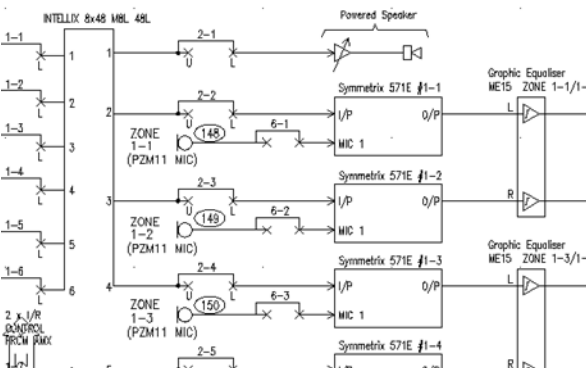 INTELLIX 8x48 M8L 48L
Powered Speaker
1-1
L
1
1
2-1
U
L
1-2
L
2
2
2-2
U
L
Symmetrix 571E #1-1
I/P
O/P
MIC 1
Graphic Equaliser
ME15 ZONE 1-1/1-
L
1-3
L
3
ZONE
1-1
(PZM11 MIC)
148
6-1
1-4
L
4
3
2-3
U
L
Symmetrix 571E #1-2
I/P
O/P
MIC 1
R
1-5
L
5
ZONE
1-2
(PZM11 MIC)
149
6-2
1-6
L
6
4
2-4
U
L
Symmetrix 571E #1-3
I/P
O/P
MIC 1
Graphic Equaliser
ME15 ZONE 1-3/1-
L
2 x I/R
CONTROL
FROM AMX
ZONE
1-3
(PZM11 MIC)
150
6-3
2-5
Symmetrix 571E #1-4
R